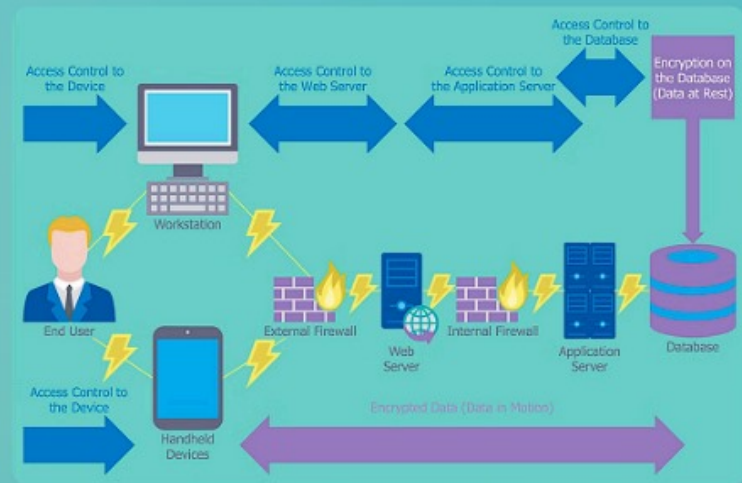 Access Control to
the Database
Access Control to
the Device
Access Control to
the Web Server
Access Control to
the Application Server
Encryption on
the Database
(Data at Rest)
Workstation
End User
External Firewall
Web
Server
Internal Firewall
Application
Server
Database
Access Control to
the Device
Handheld
Devices
Encrypted Data (Data in Motion)